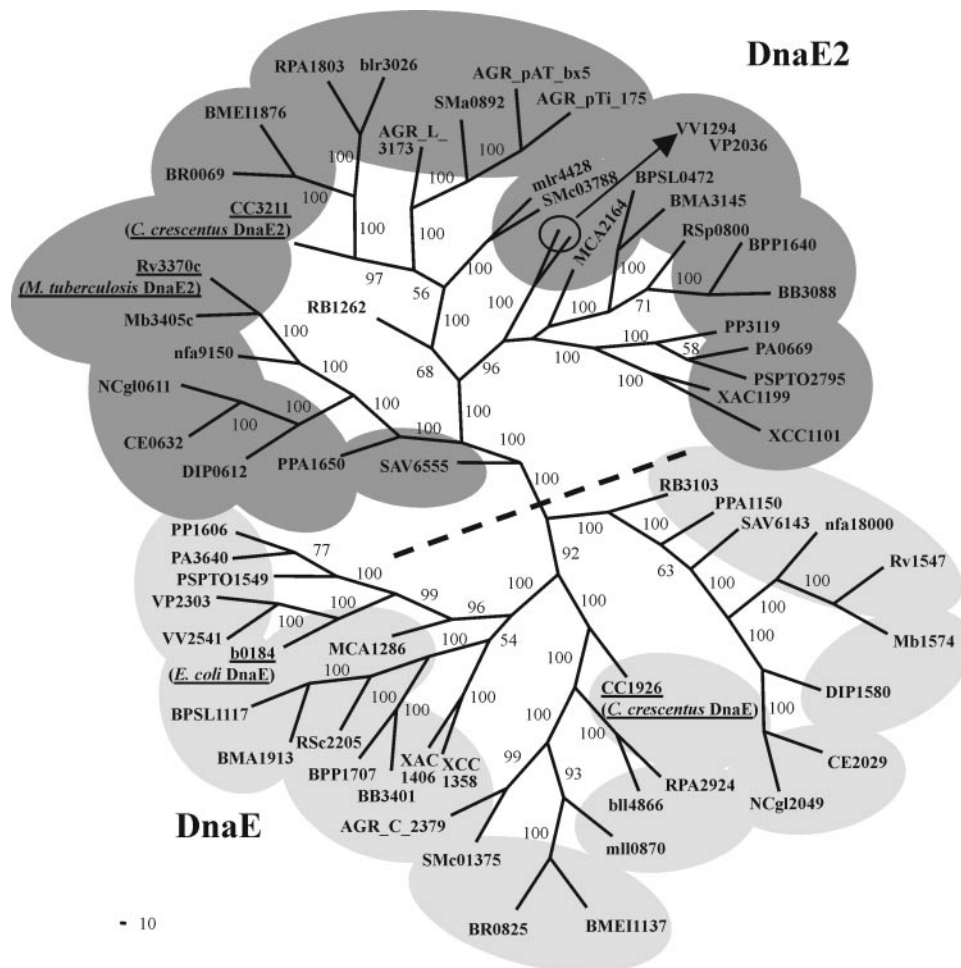 DnaE2
RPA1803
blr3026
AGR_pAT_bx5
SMa0892
AGR_pTi_175
BMEI1876
AGR_L_
3173
VV1294
VP2036
100
100
100
mlr4428
SMc03788
BR0069
100
BPSL0472
BMA3145
CC3211
(C. crescentus DnaE2)
100
100
MCA2164
RSp0800
BPP1640
Rv3370c
(M. tuberculosis DnaE2)
97
56
100
100
100
BB3088
RB1262
100
100
71
Mb3405c
100
PP3119
100
58
PA0669
nfa9150
68
96
100
PSPTO2795
NCgl0611
100
100
XAC1199
CE0632
100
100
100
100
XCC1101
DIP0612
PPA1650
SAV6555
100
100
RB3103
PPA1150
SAV6143
nfa18000
PP1606
77
100
100
PA3640
92
Rv1547
PSPTO1549
100
63
100
VP2303
99
96
100
100
100
Mb1574
VV2541
100
100
b0184
(E. coli DnaE)
MCA1286
100
54
100
100
CC1926
(C. crescentus DnaE)
DIP1580
BPSL1117
100
100
100
100
BMA1913
RSc2205
100
100
100
CE2029
BPP1707
XAC
1406
XCC
1358
99
93
RPA2924
BB3401
bll4866
NCgl2049
DnaE
AGR_C_2379
100
mll0870
SMc01375
BR0825
BMEI1137
10